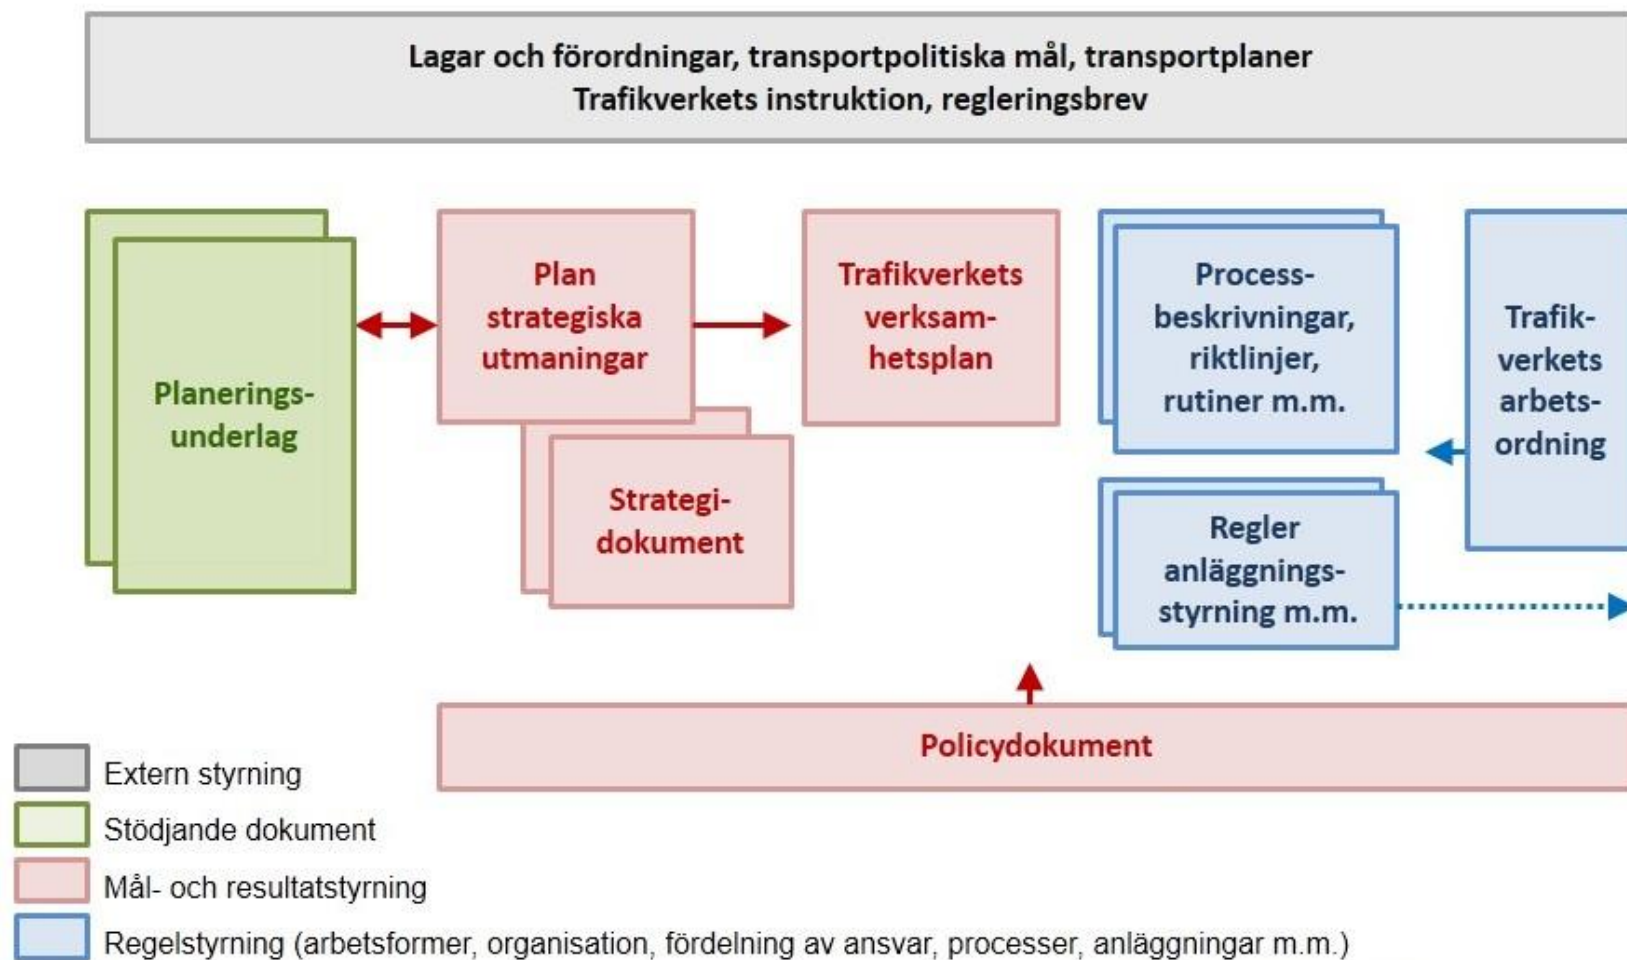 Lagar och förordningar, transportpolitiska mål, transportplaner
Trafikverkets instruktion, regleringsbrev
Planerings-
underlag
Plan
strategiska
utmaningar
Strategi-
dokument
Trafikverkets
verksam-
hetsplan
Process-
beskrivningar,
riktlinjer,
rutiner m.m.
Regler
anläggnings-
styrning m.m.
Trafik-
verkets
arbets-
ordning
Policydokument
Extern styrning
Stödjande dokument
Mål- och resultatstyrning
Regelstyrning (arbetsformer, organisation, fördelning av ansvar, processer, anläggningar m.m.)